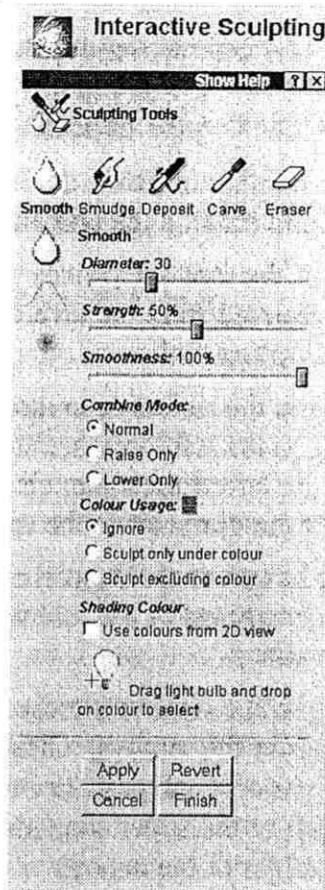 Interactive Sculpting
Show Help ? X
Sculpting Tools
Smooth Smudge Deposit Carve Eraser
Smooth
Diameter: 30
Strength: 50%
Smoothness: 100%
Combine Mode:
Normal
Raise Only
Lower Only
Colour Usage:
Ignore
Sculpt only under colour
Sculpt excluding colour
Shading Colour
Use colours from 2D view
Drag light bulb and drop
on colour to select
Apply Revert
Cancel Finish